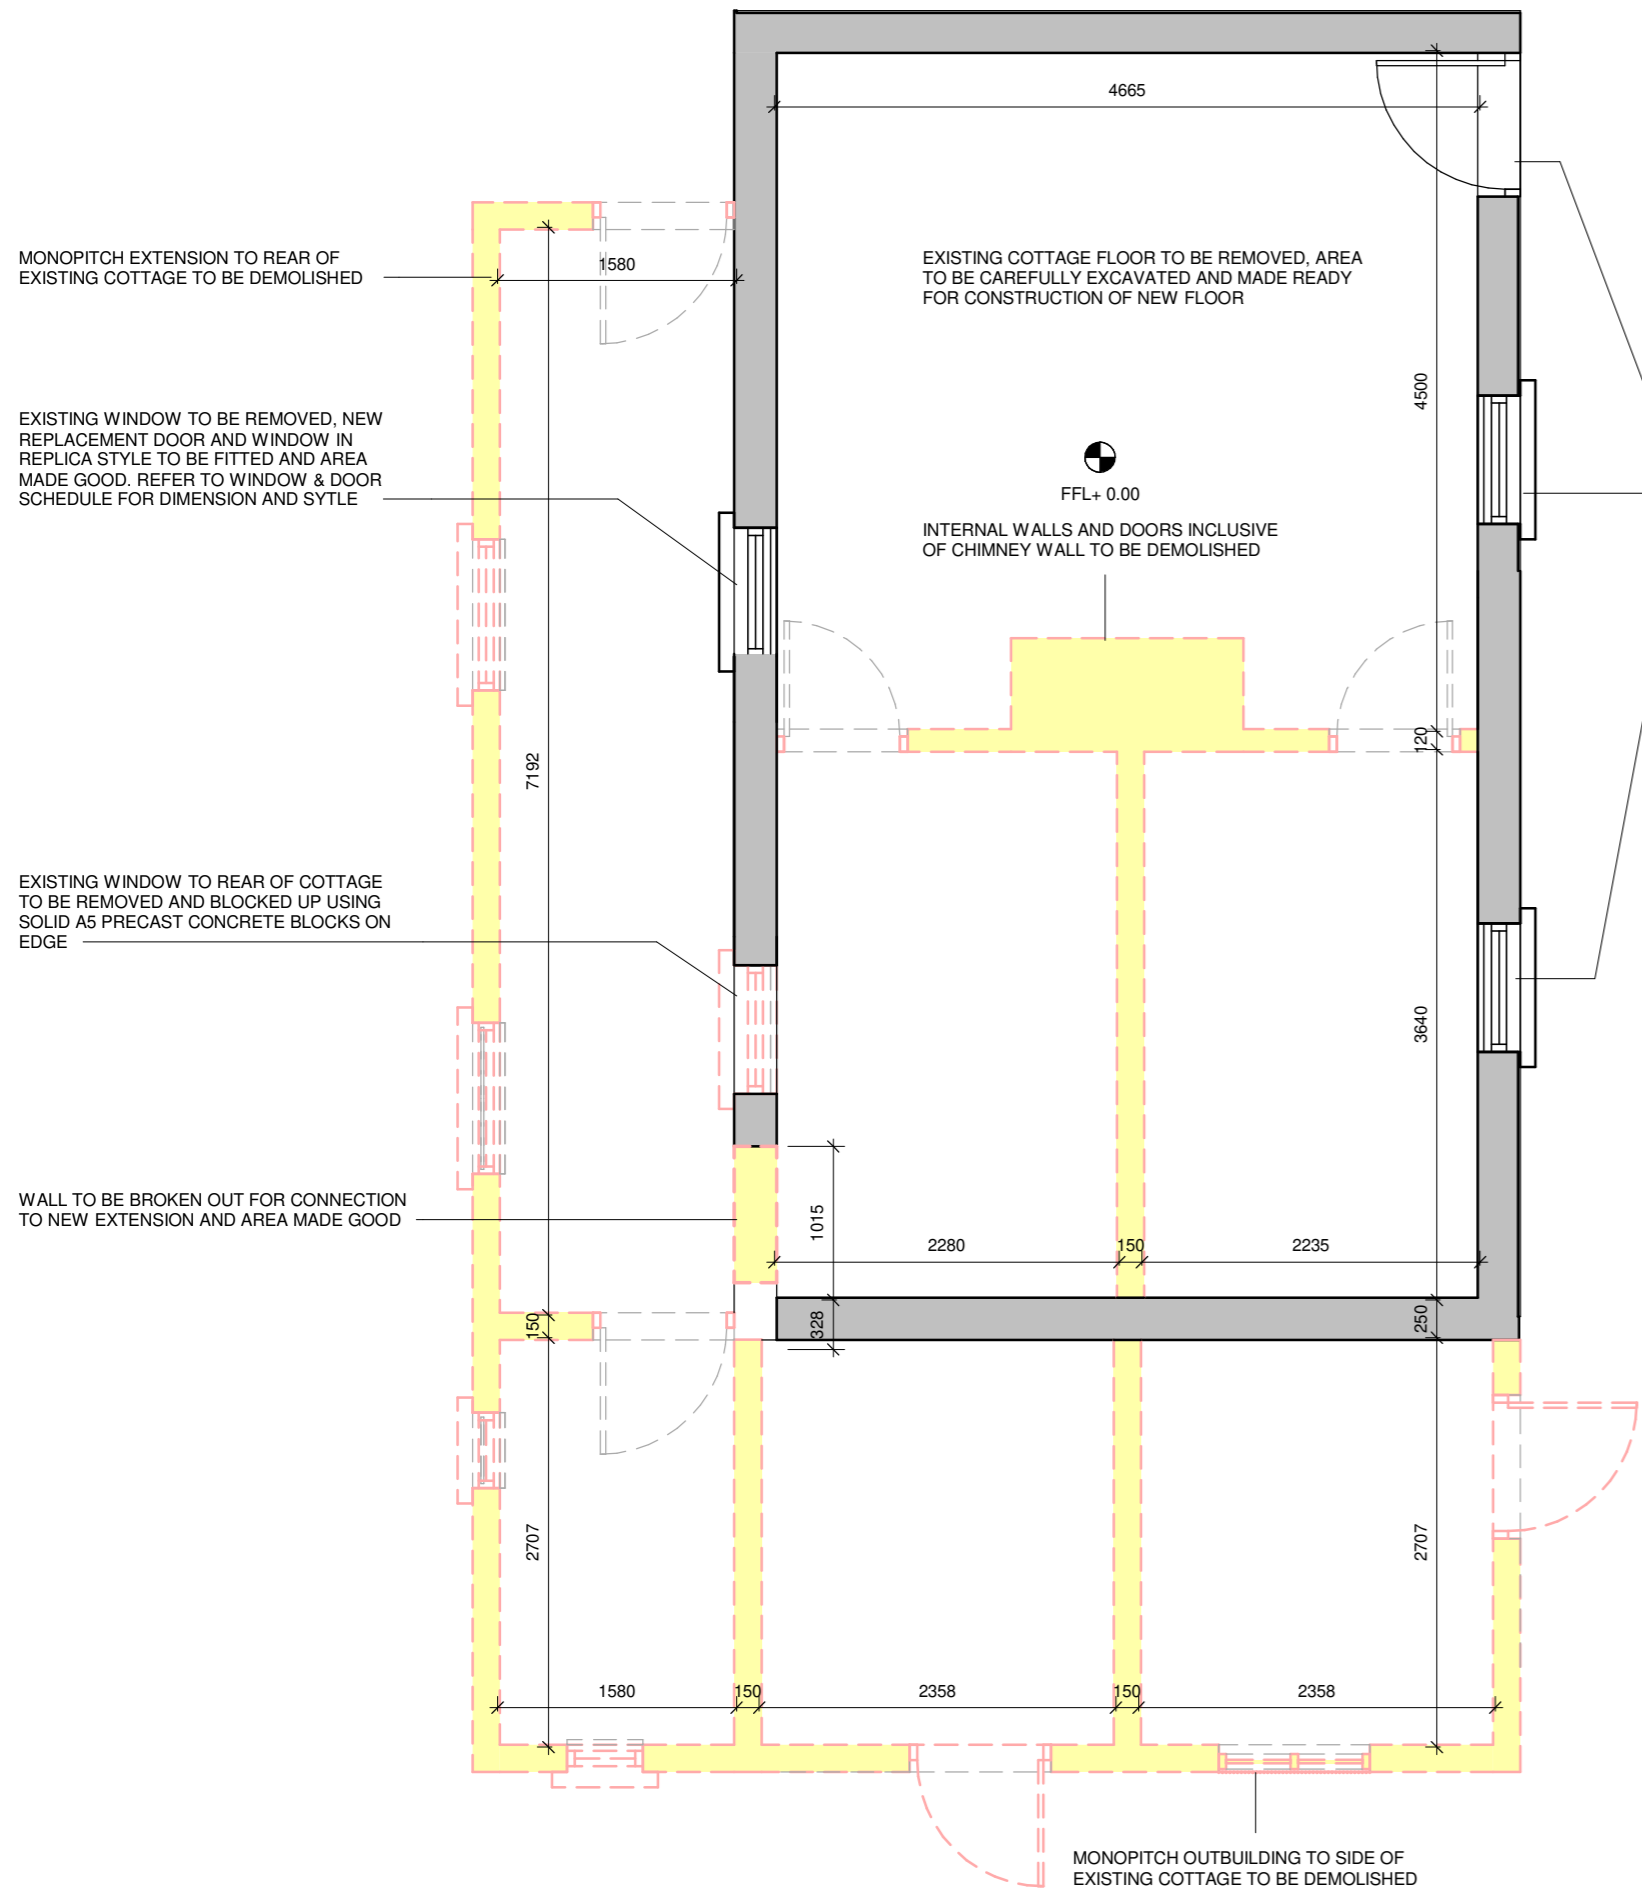 4665
MONOPITCH EXTENSION TO REAR OF
EXISTING COTTAGE TO BE DEMOLISHED
1580
EXISTING COTTAGE FLOOR TO BE REMOVED, AREA
TO BE CAREFULLY EXCAVATED AND MADE READY
FOR CONSTRUCTION OF NEW FLOOR
4500
EXISTING WINDOW TO BE REMOVED, NEW
REPLACEMENT DOOR AND WINDOW IN
REPLICA STYLE TO BE FITTED AND AREA
MADE GOOD. REFER TO WINDOW & DOOR
SCHEDULE FOR DIMENSION AND SYTLE
FFL+ 0.00
INTERNAL WALLS AND DOORS INCLUSIVE
OF CHIMNEY WALL TO BE DEMOLISHED
120
7192
EXISTING WINDOW TO REAR OF COTTAGE
TO BE REMOVED AND BLOCKED UP USING
SOLID A5 PRECAST CONCRETE BLOCKS ON
EDGE
3640
WALL TO BE BROKEN OUT FOR CONNECTION
TO NEW EXTENSION AND AREA MADE GOOD
1015
2280
150
2235
150
328
250
2707
2707
1580
150
2358
150
2358
MONOPITCH OUTBUILDING TO SIDE OF
EXISTING COTTAGE TO BE DEMOLISHED